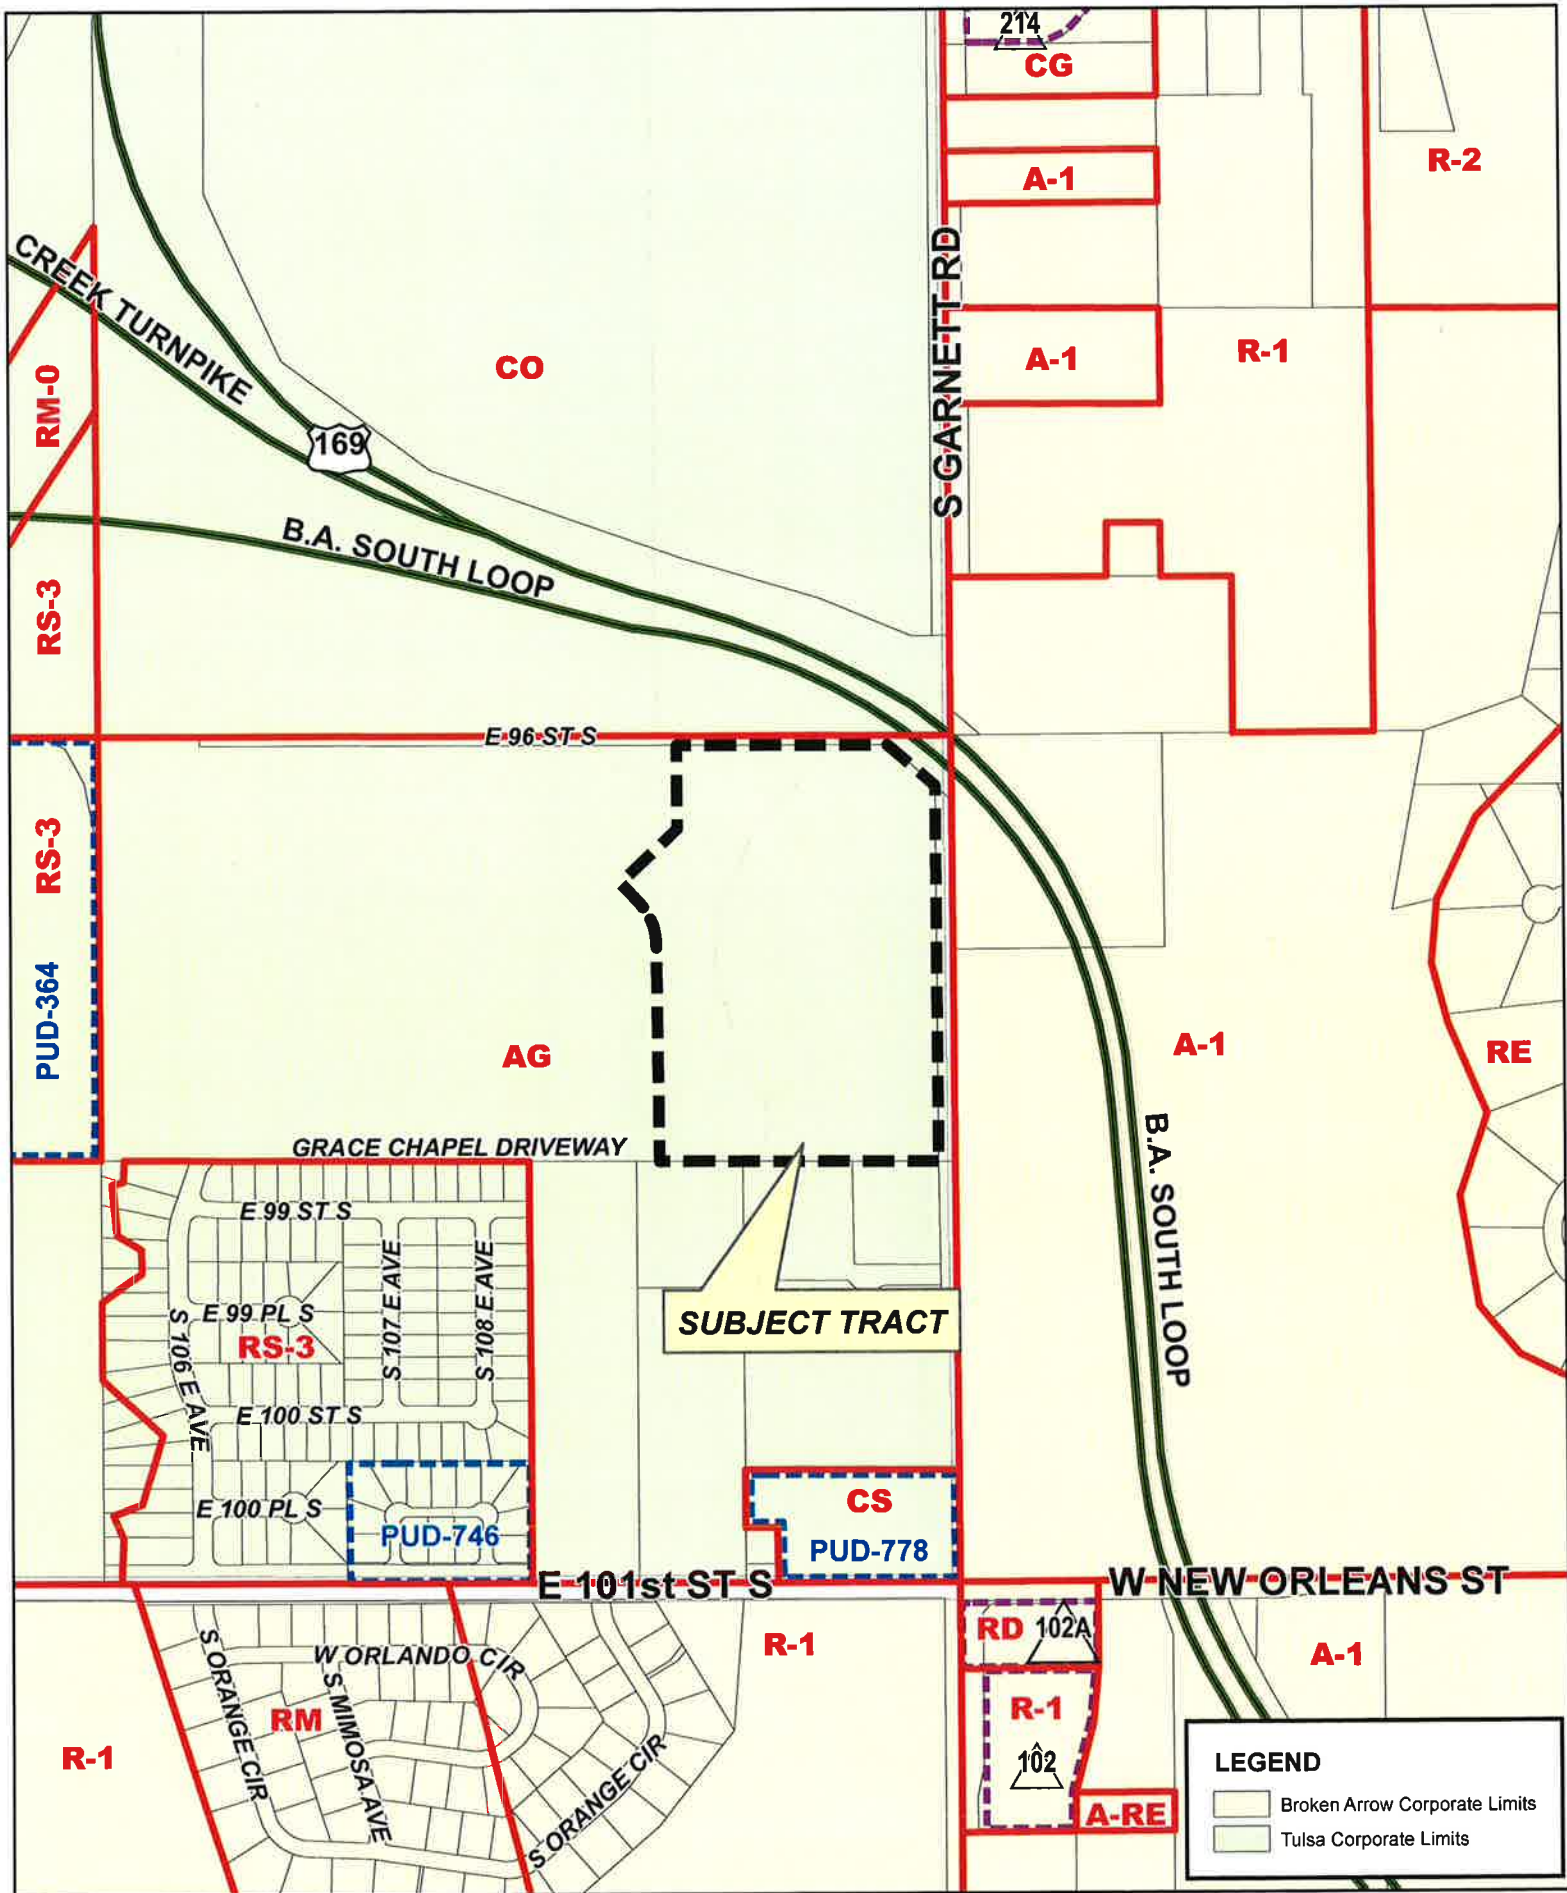 214
CG
A-1
R-2
S GARNETT RD
CREEK TURNPIKE
CO
A-1
R-1
RM-0
169
B.A. SOUTH LOOP
RS-3
E 96 ST S
RS-3
PUD-364
AG
A-1
RE
GRACE CHAPEL DRIVEWAY
B.A. SOUTH LOOP
E 99 ST S
S 107 E AVE
S 108 E AVE
E 99 PL S
S 106 E AVE
RS-3
SUBJECT TRACT
E 100 ST S
E 100 PL S
PUD-746
CS
PUD-778
E 101st ST S
W NEW ORLEANS ST
RD
102A
R-1
A-1
W ORLANDO CIR
S ORANGE CIR
S MIMOSA AVE
RM
R-1
R-1
102
S ORANGE CIR
A-RE
LEGEND
Broken Arrow Corporate Limits
Tulsa Corporate Limits